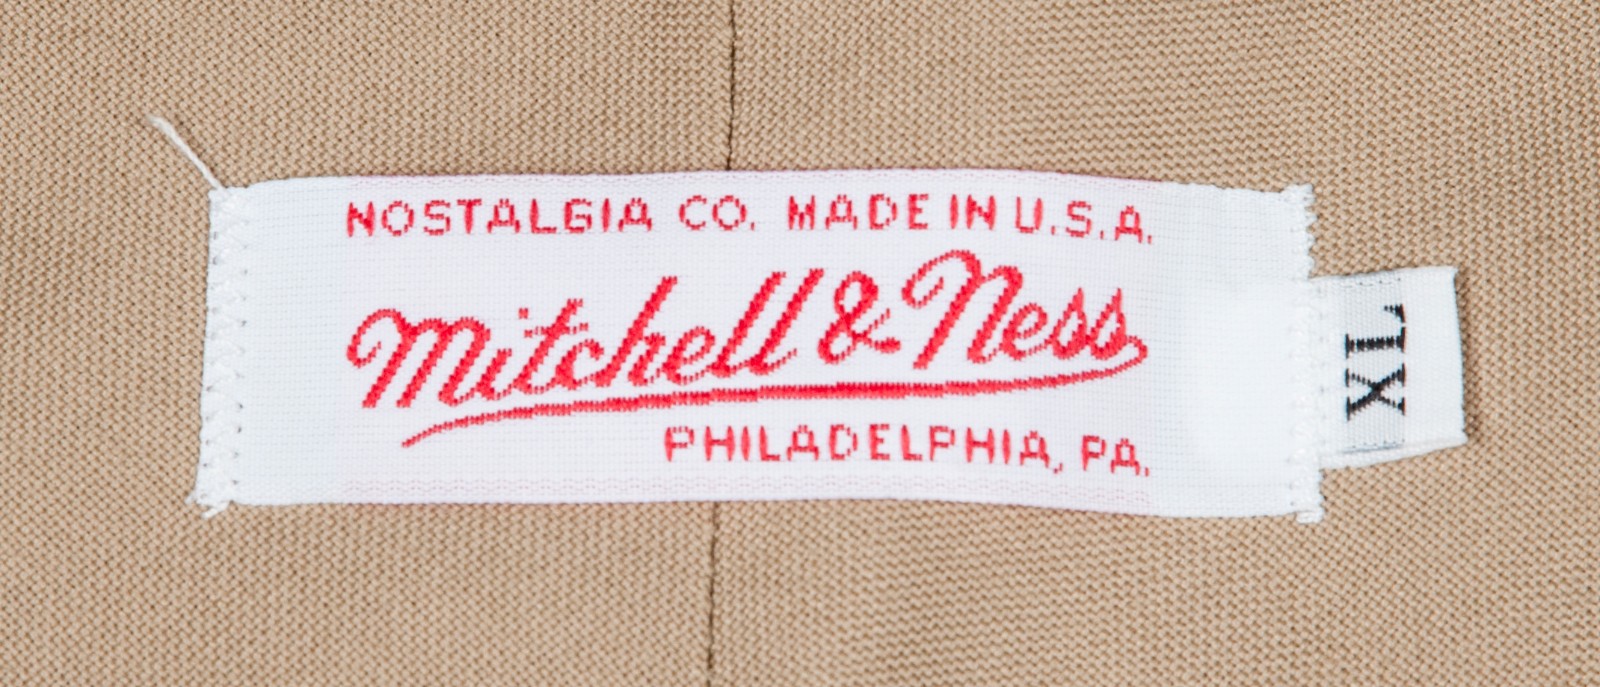 NOSTALGIA CO. MADE IN U.S.A.
Mitchell & Ness
PHILADELPHIA, PA.
XL